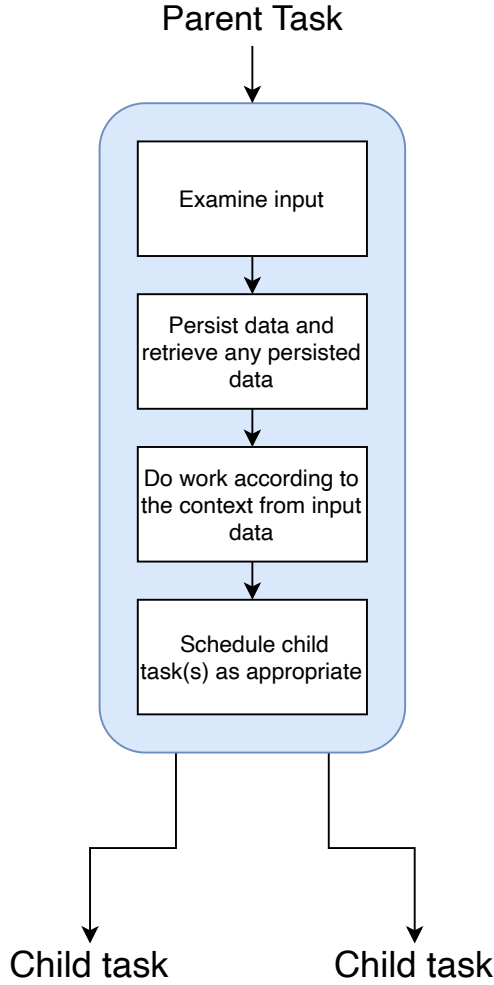 Parent Task
Examine input
Persist data and
retrieve any persisted
data
Do work according to
the context from input
data
Schedule child
task(s) as appropriate
Child task
Child task